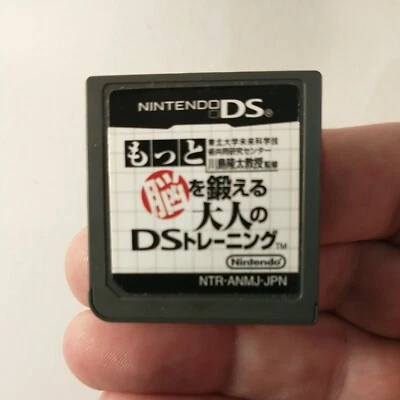 NINTENDO DS®
もっと
東北大学未来科学技
術共同研究センター
川島隆太教授 監修
脳を鍛える
大人の
DSトレーニング™
Nintendo
NTR-ANMJ-JPN